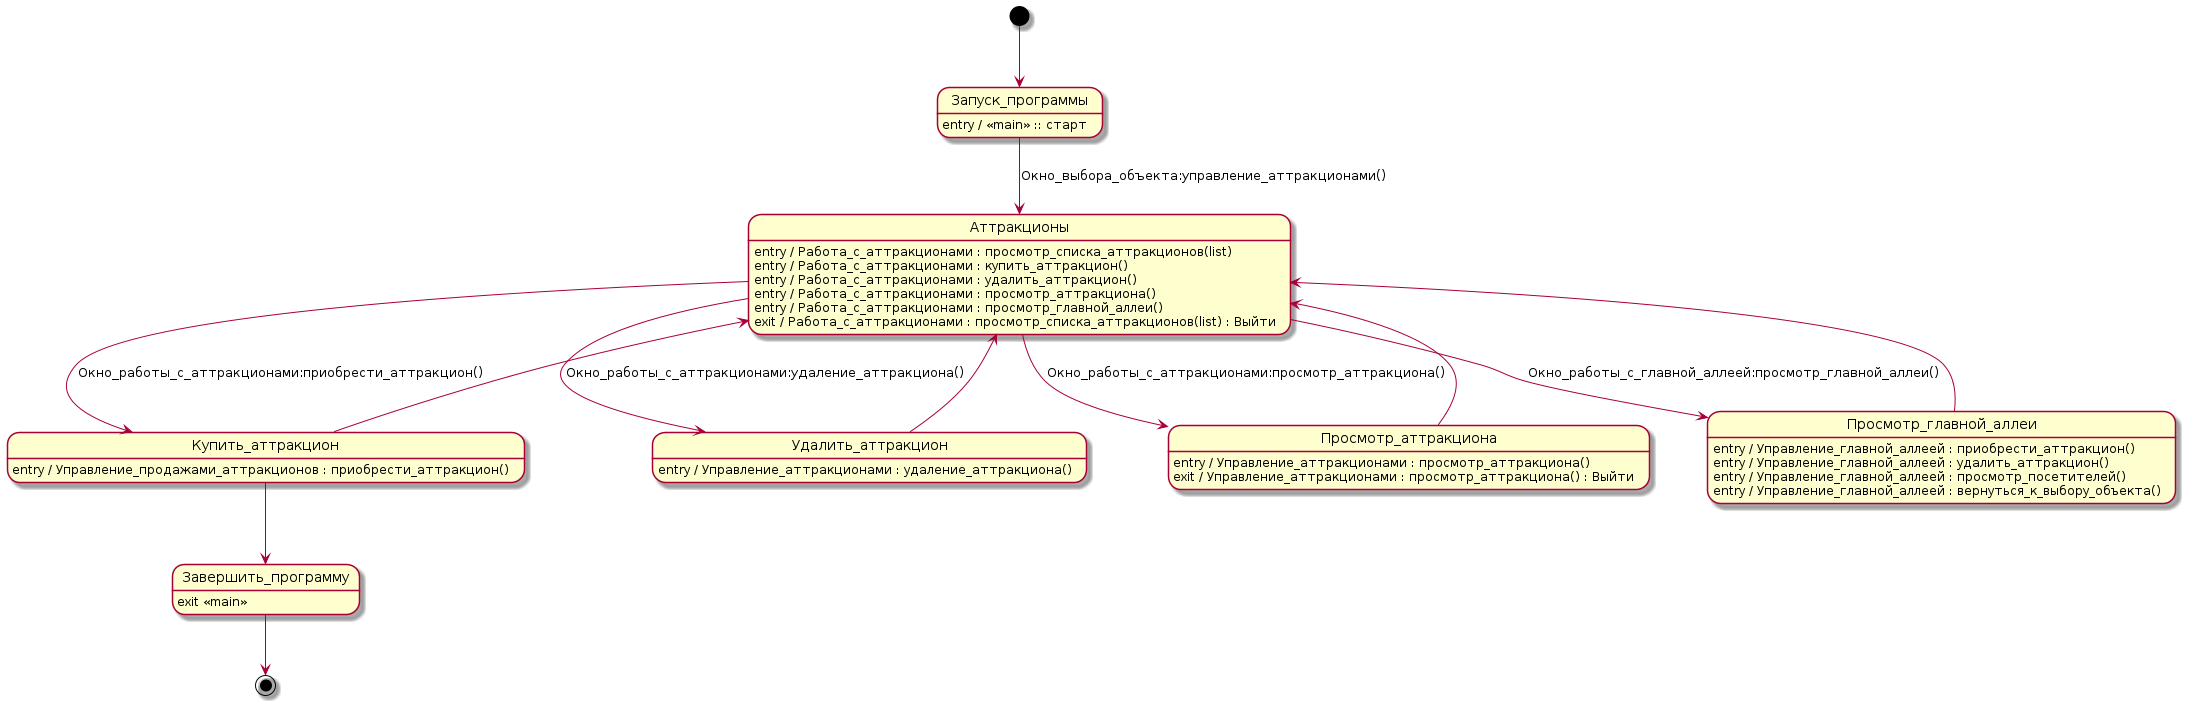 Запуск_программы
entry / «main» :: старт
Окно_выбора_объекта:управление_аттракционами()
Аттракционы
entry / Работа_с_аттракционами : просмотр_списка_аттракционов(list)
entry / Работа_с_аттракционами : купить_аттракцион()
entry / Работа_с_аттракционами : удалить_аттракцион()
entry / Работа_с_аттракционами : просмотр_аттракциона()
entry / Работа_с_аттракционами : просмотр_главной_аллеи()
exit / Работа_с_аттракционами : просмотр_списка_аттракционов(list) : Выйти
Окно_работы_с_аттракционами:приобрести_аттракцион()
Окно_работы_с_аттракционами:удаление_аттракциона()
Окно_работы_с_аттракционами:просмотр_аттракциона()
Окно_работы_с_главной_аллеей:просмотр_главной_аллеи()
Купить_аттракцион
entry / Управление_продажами_аттракционов : приобрести_аттракцион()
Удалить_аттракцион
entry / Управление_аттракционами : удаление_аттракциона()
Просмотр_аттракциона
entry / Управление_аттракционами : просмотр_аттракциона()
exit / Управление_аттракционами : просмотр_аттракциона() : Выйти
Просмотр_главной_аллеи
entry / Управление_главной_аллеей : приобрести_аттракцион()
entry / Управление_главной_аллеей : удалить_аттракцион()
entry / Управление_главной_аллеей : просмотр_посетителей()
entry / Управление_главной_аллеей : вернуться_к_выбору_объекта()
Завершить_программу
exit «main»